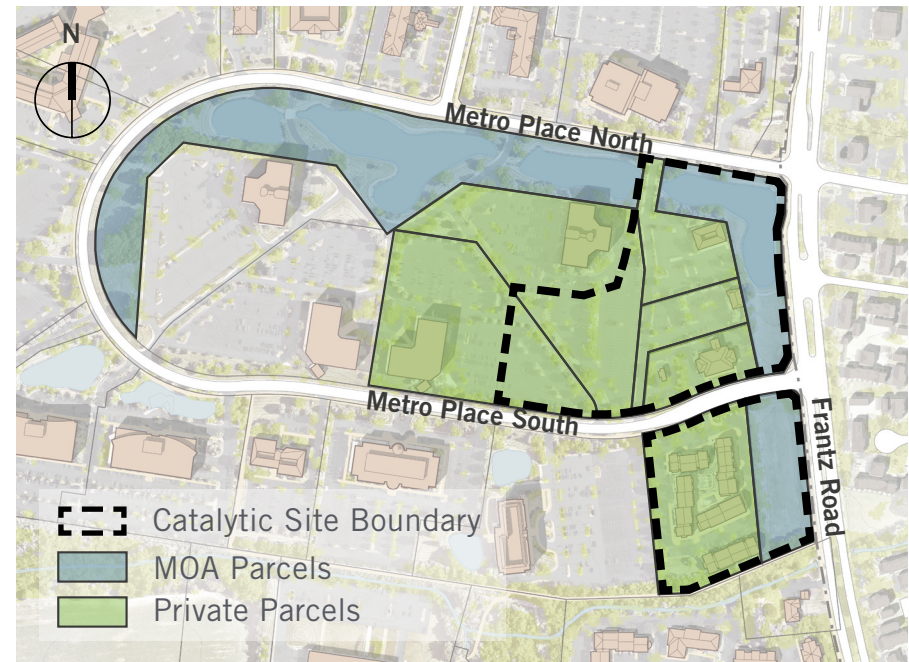 N
Metro Place North
Metro Place South
Frantz Road
Catalytic Site Boundary
MOA Parcels
Private Parcels